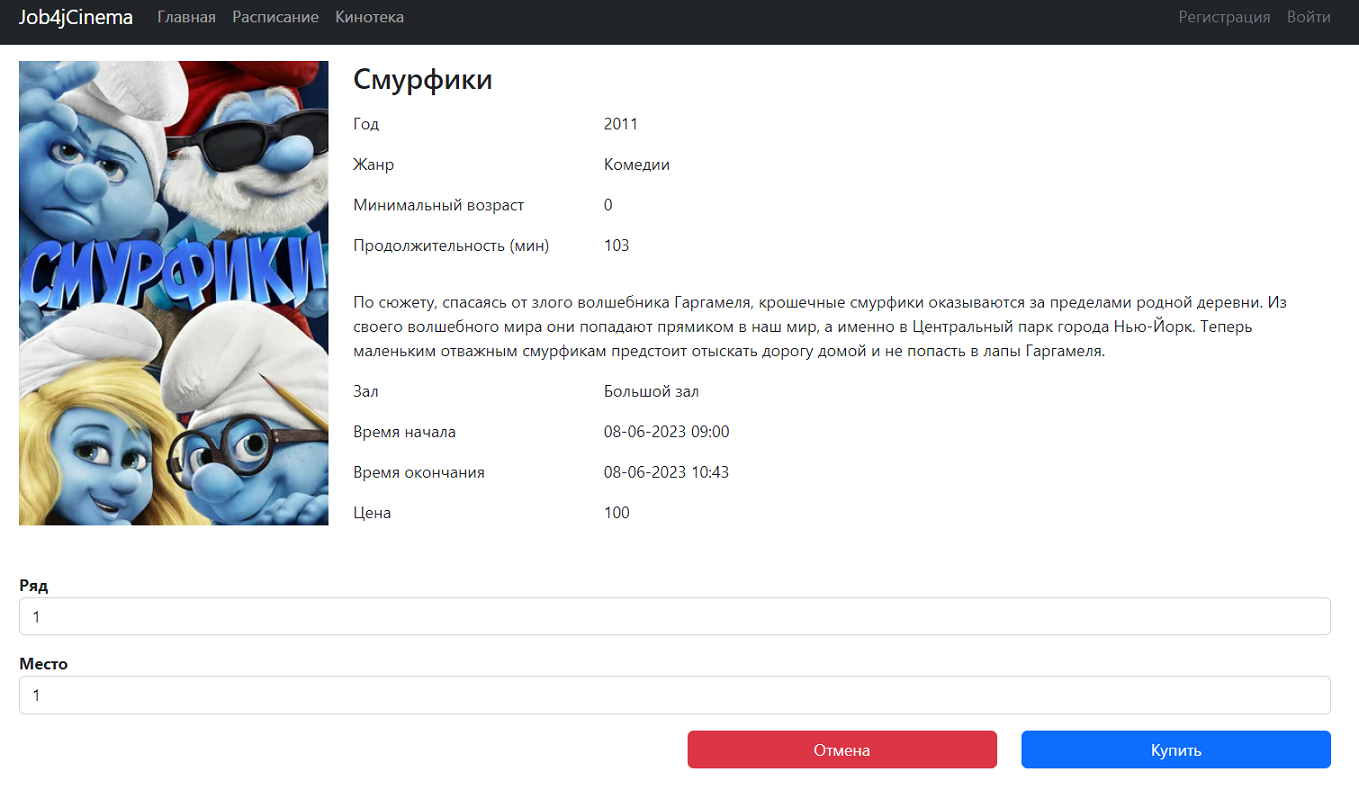 Job4jCinema Главная Расписание Кинотека Регистрация Войти
СМУРФИКИ
Смурфики
Год 2011
Жанр Комедии
Минимальный возраст 0
Продолжительность (мин) 103
По сюжету, спасаясь от злого волшебника Гаргамеля, крошечные смурфики оказываются за пределами родной деревни. Из
своего волшебного мира они попадают прямиком в наш мир, а именно в Центральный парк города Нью-Йорк. Теперь
маленьким отважным смурфикам предстоит отыскать дорогу домой и не попасть в лапы Гаргамеля.
Зал Большой зал
Время начала 08-06-2023 09:00
Время окончания 08-06-2023 10:43
Цена 100
Ряд
1
Место
1
Отмена Купить